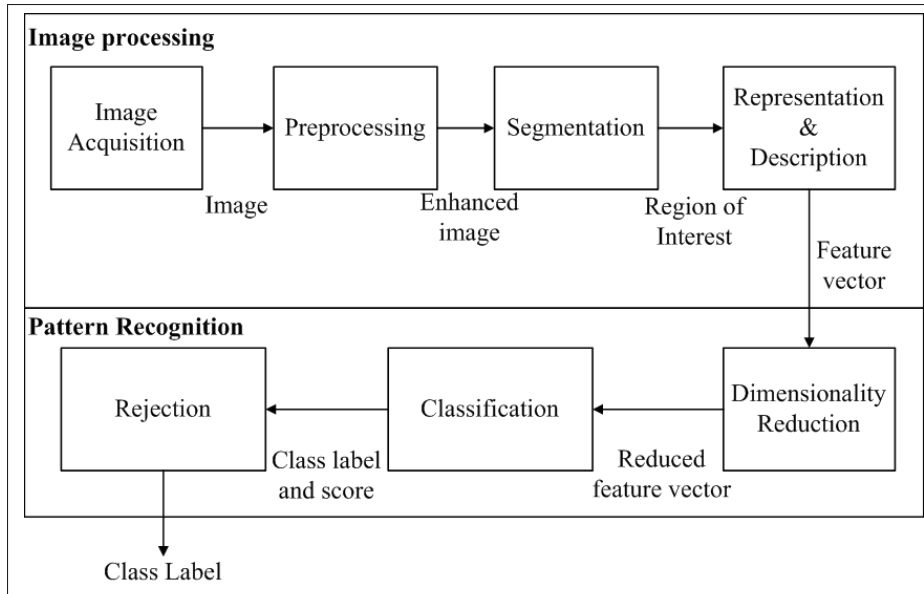 Image processing
Image
Acquisition
Preprocessing
Segmentation
Representation
&
Description
Image
Enhanced
image
Region of
Interest
Feature
vector
Pattern Recognition
Rejection
Classification
Dimensionality
Reduction
Class label
and score
Reduced
feature vector
Class Label